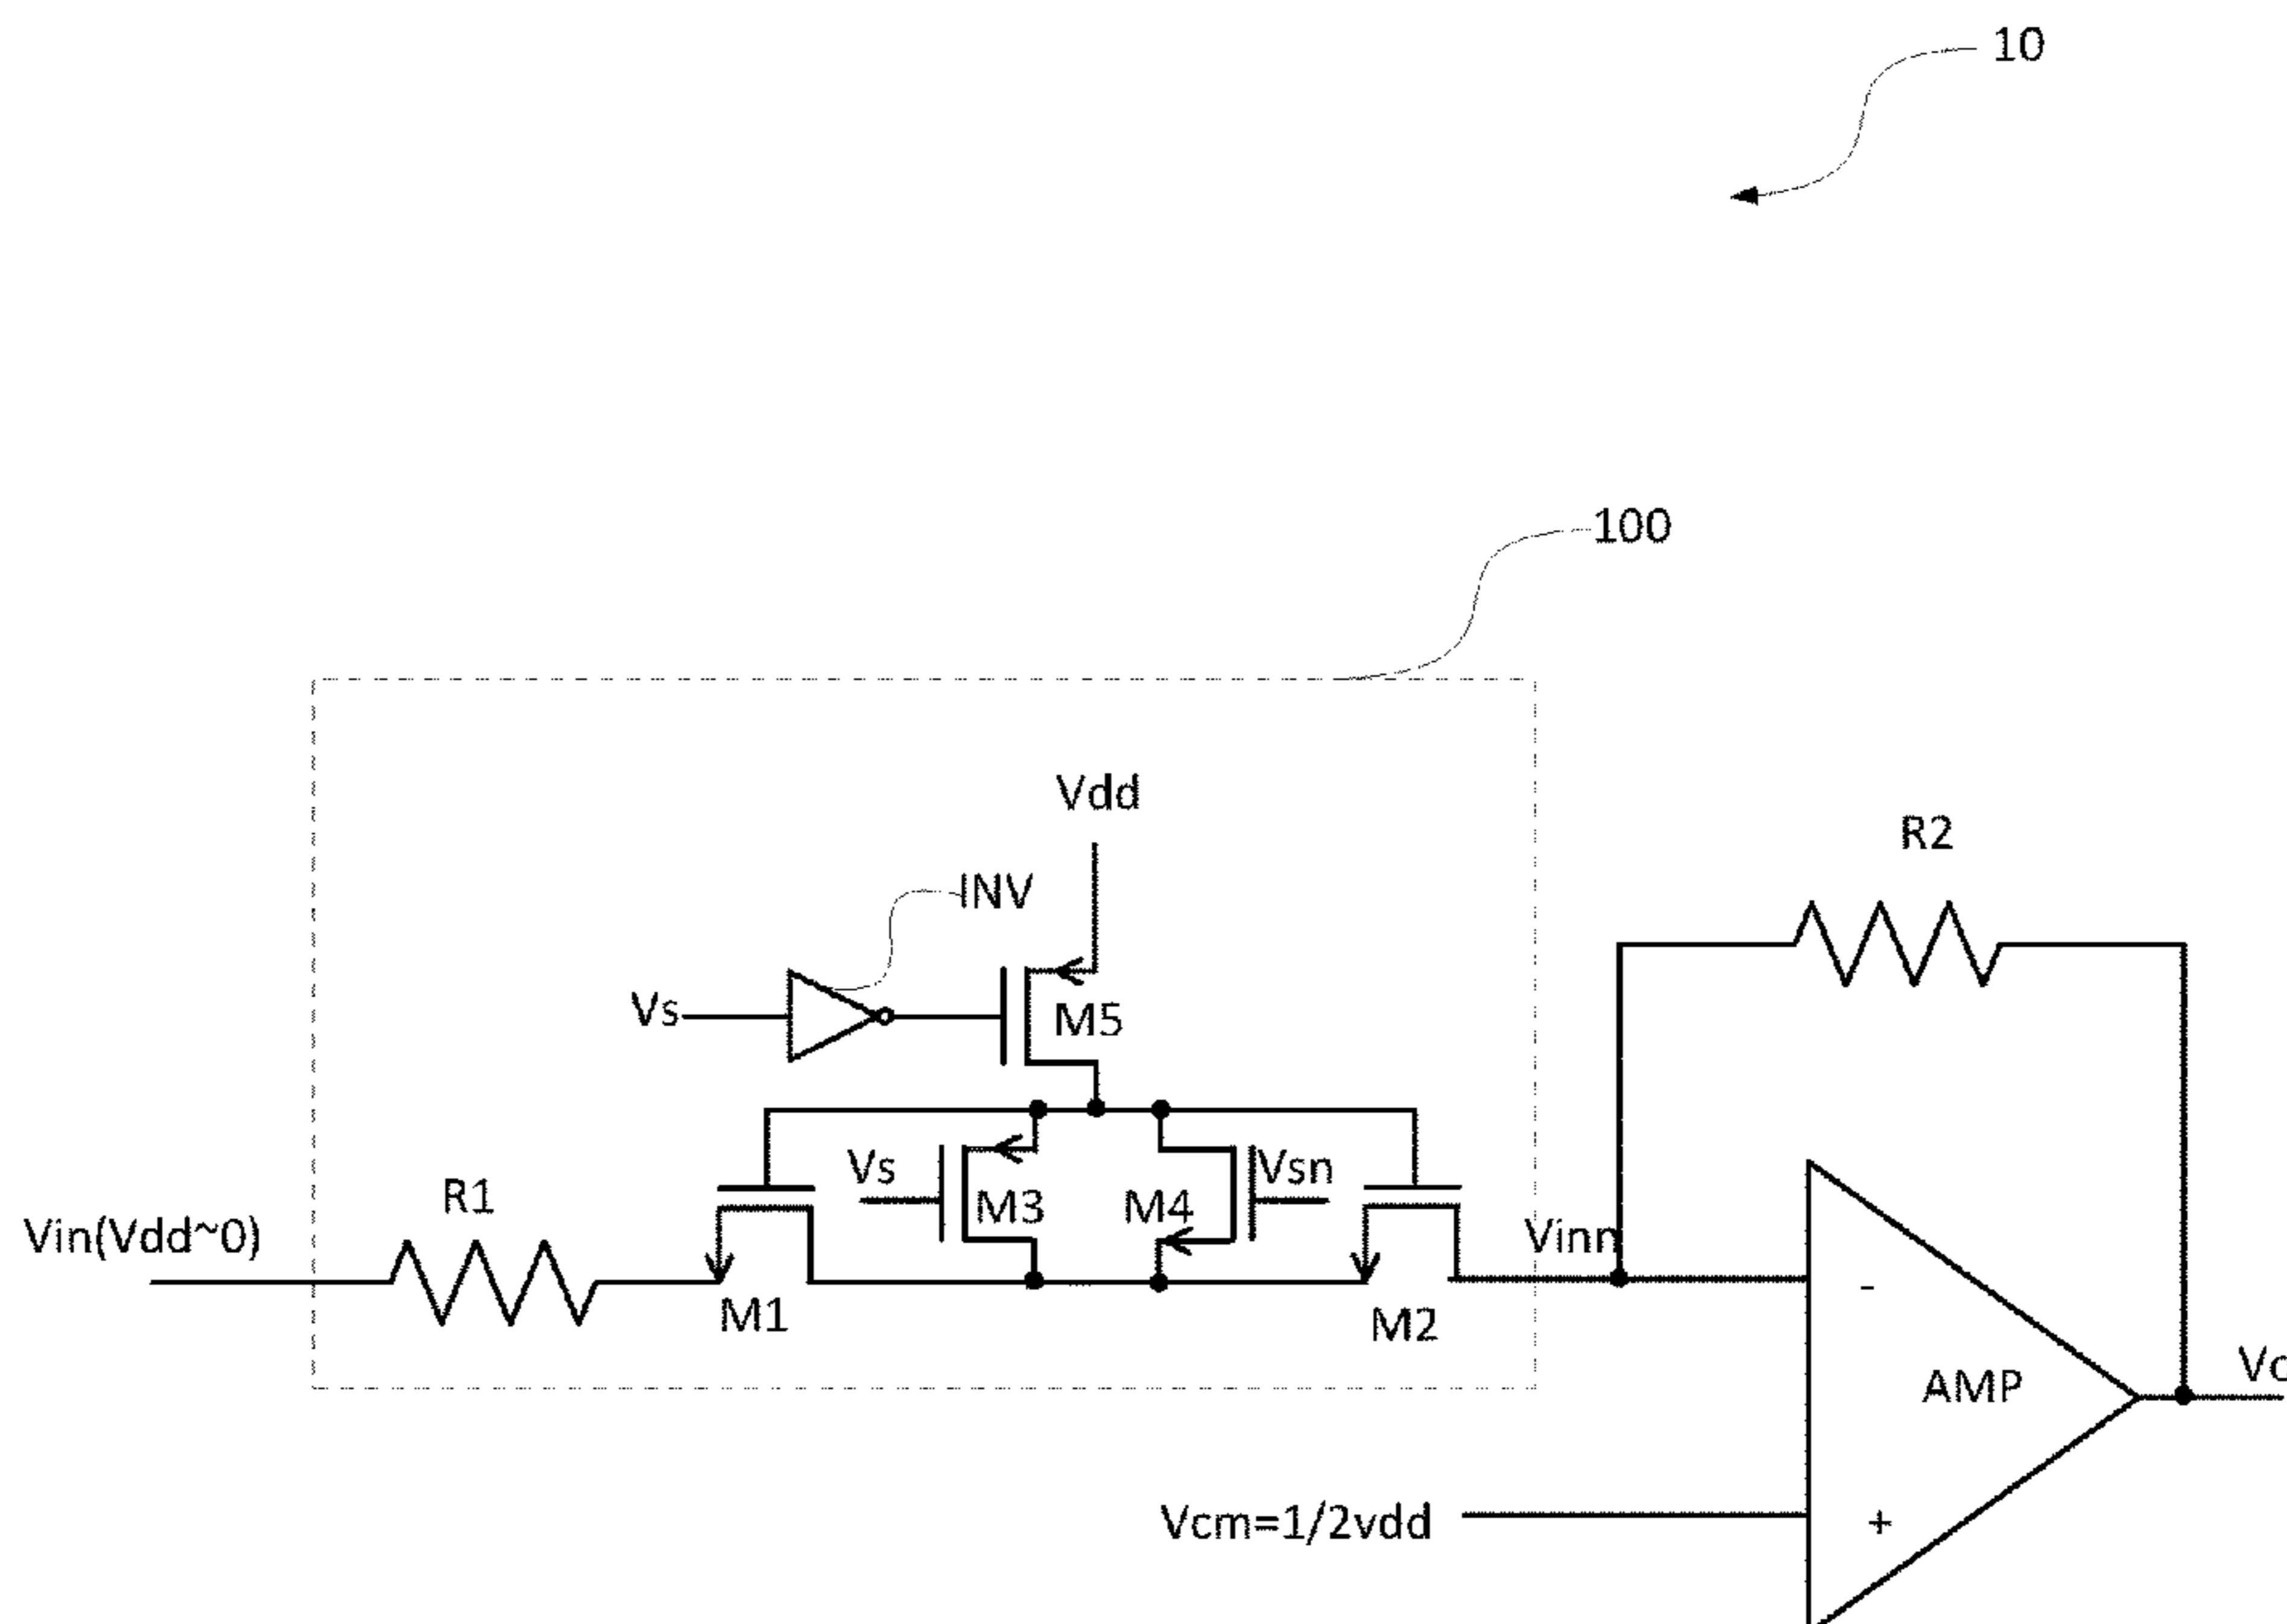 10
100
Vdd
INV
R2
Vs
M5
Vs
M3
M4
Vsn
R1
Vin(Vdd~0)
Vinn
M1
M2
-
AMP
Vcm=1/2vdd
+